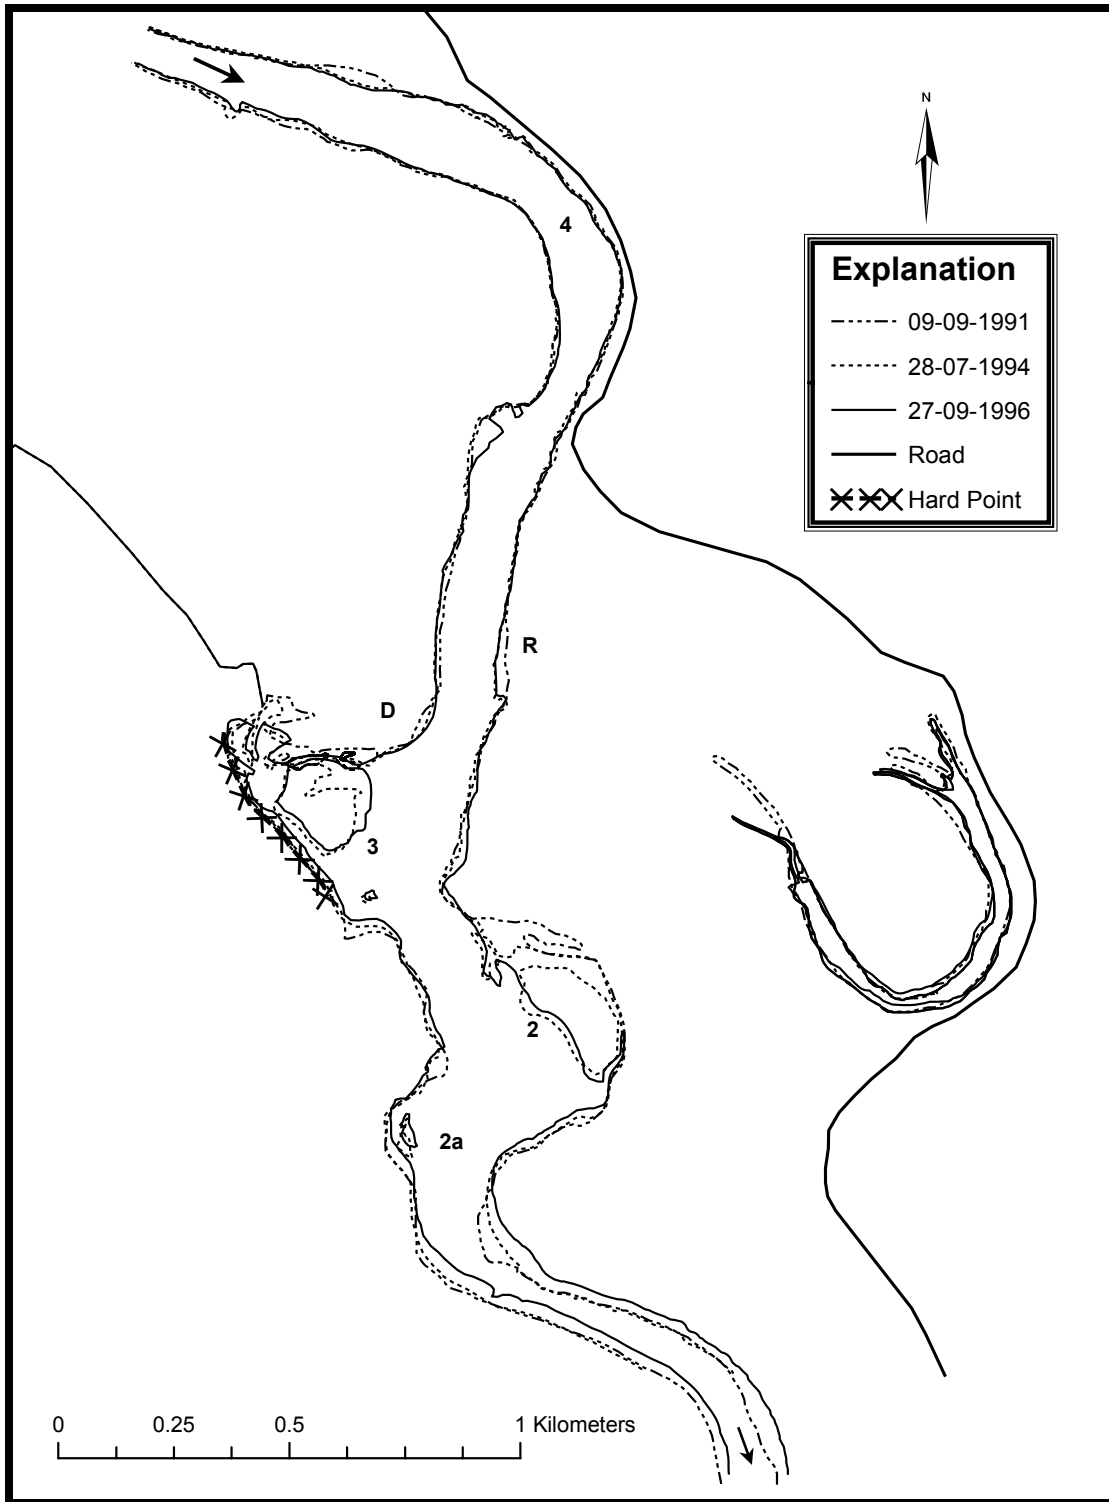 N
4
Explanation
09-09-1991
28-07-1994
27-09-1996
Road
Hard Point
R
D
3
2
2a
0 0.25 0.5 1 Kilometers